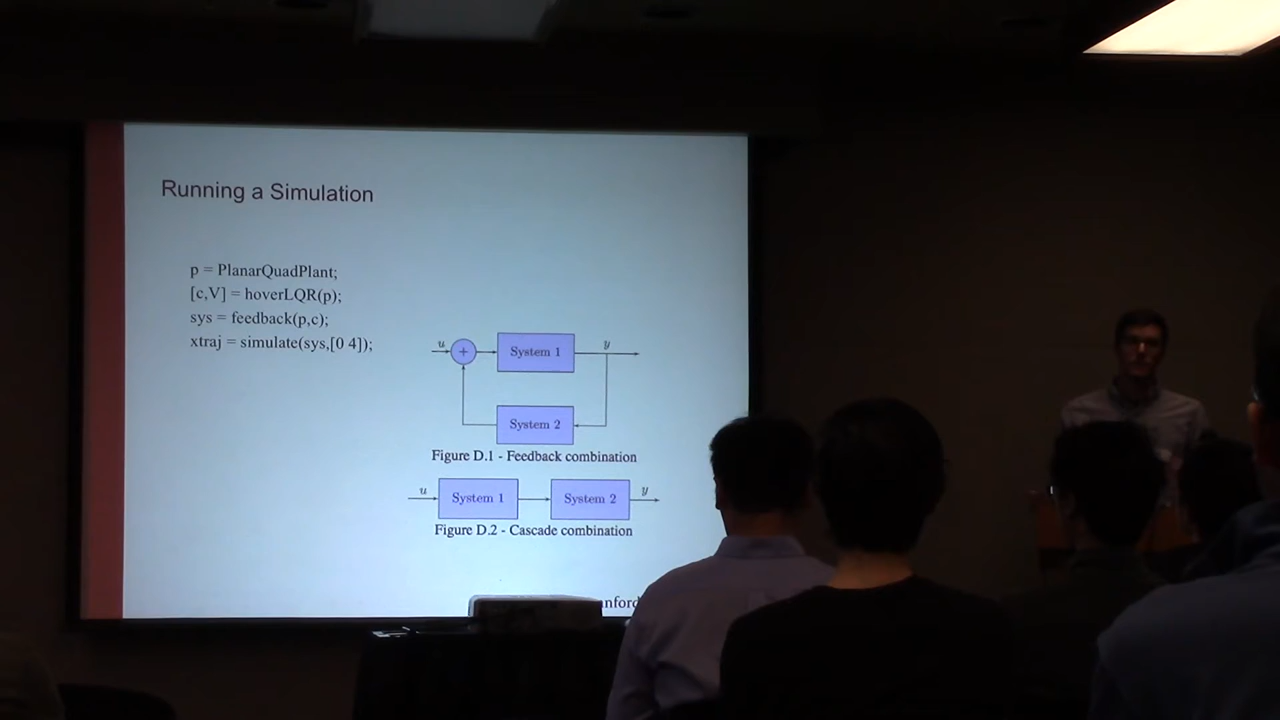 Running a Simulation
p = PlanarQuadPlant;
[c,V] = hoverLQR(p);
sys = feedback(p,c);
xtraj = simulate(sys,[0 4]);
u + System 1 y
System 2
Figure D.1 - Feedback combination
u System 1 System 2 y
Figure D.2 - Cascade combination